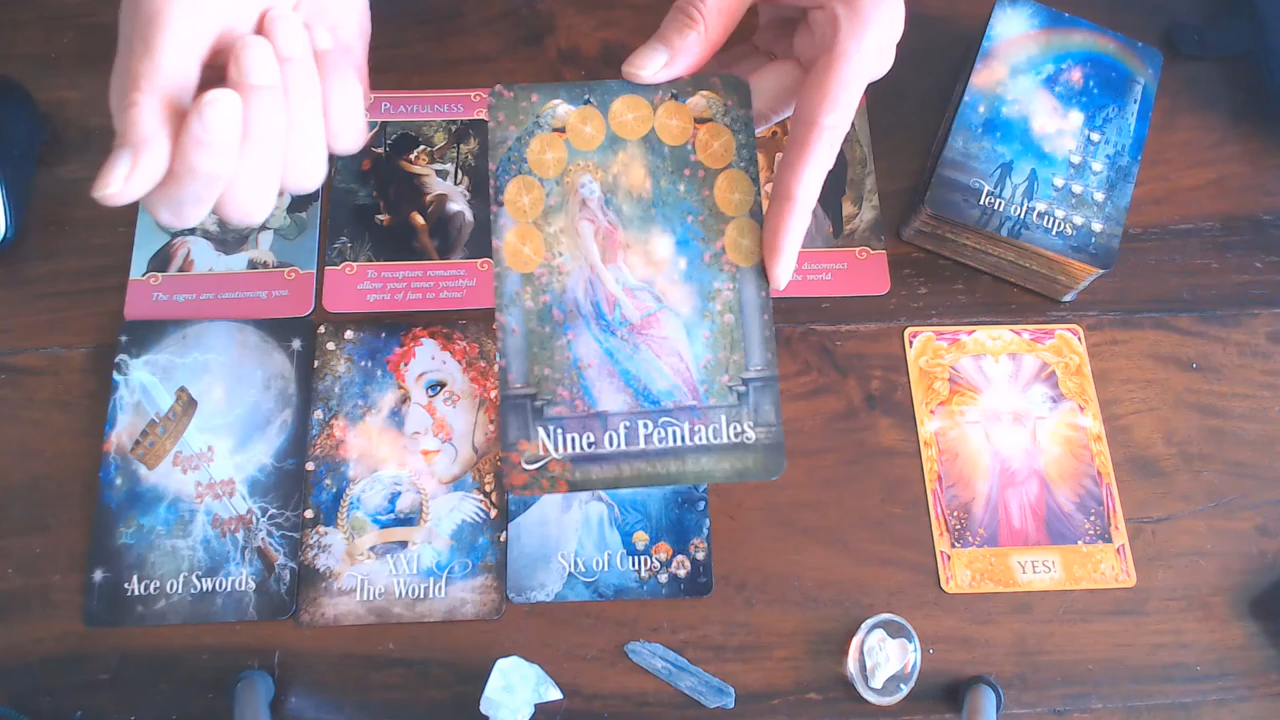 PLAYFULNESS
The signs are cautioning you.
To recapture romance,
allow your inner youthful
spirit of fun to shine!
disconnect
the world.
Ten of Cups
Nine of Pentacles
Ace of Swords
XXI
The World
Six of Cups
YES!